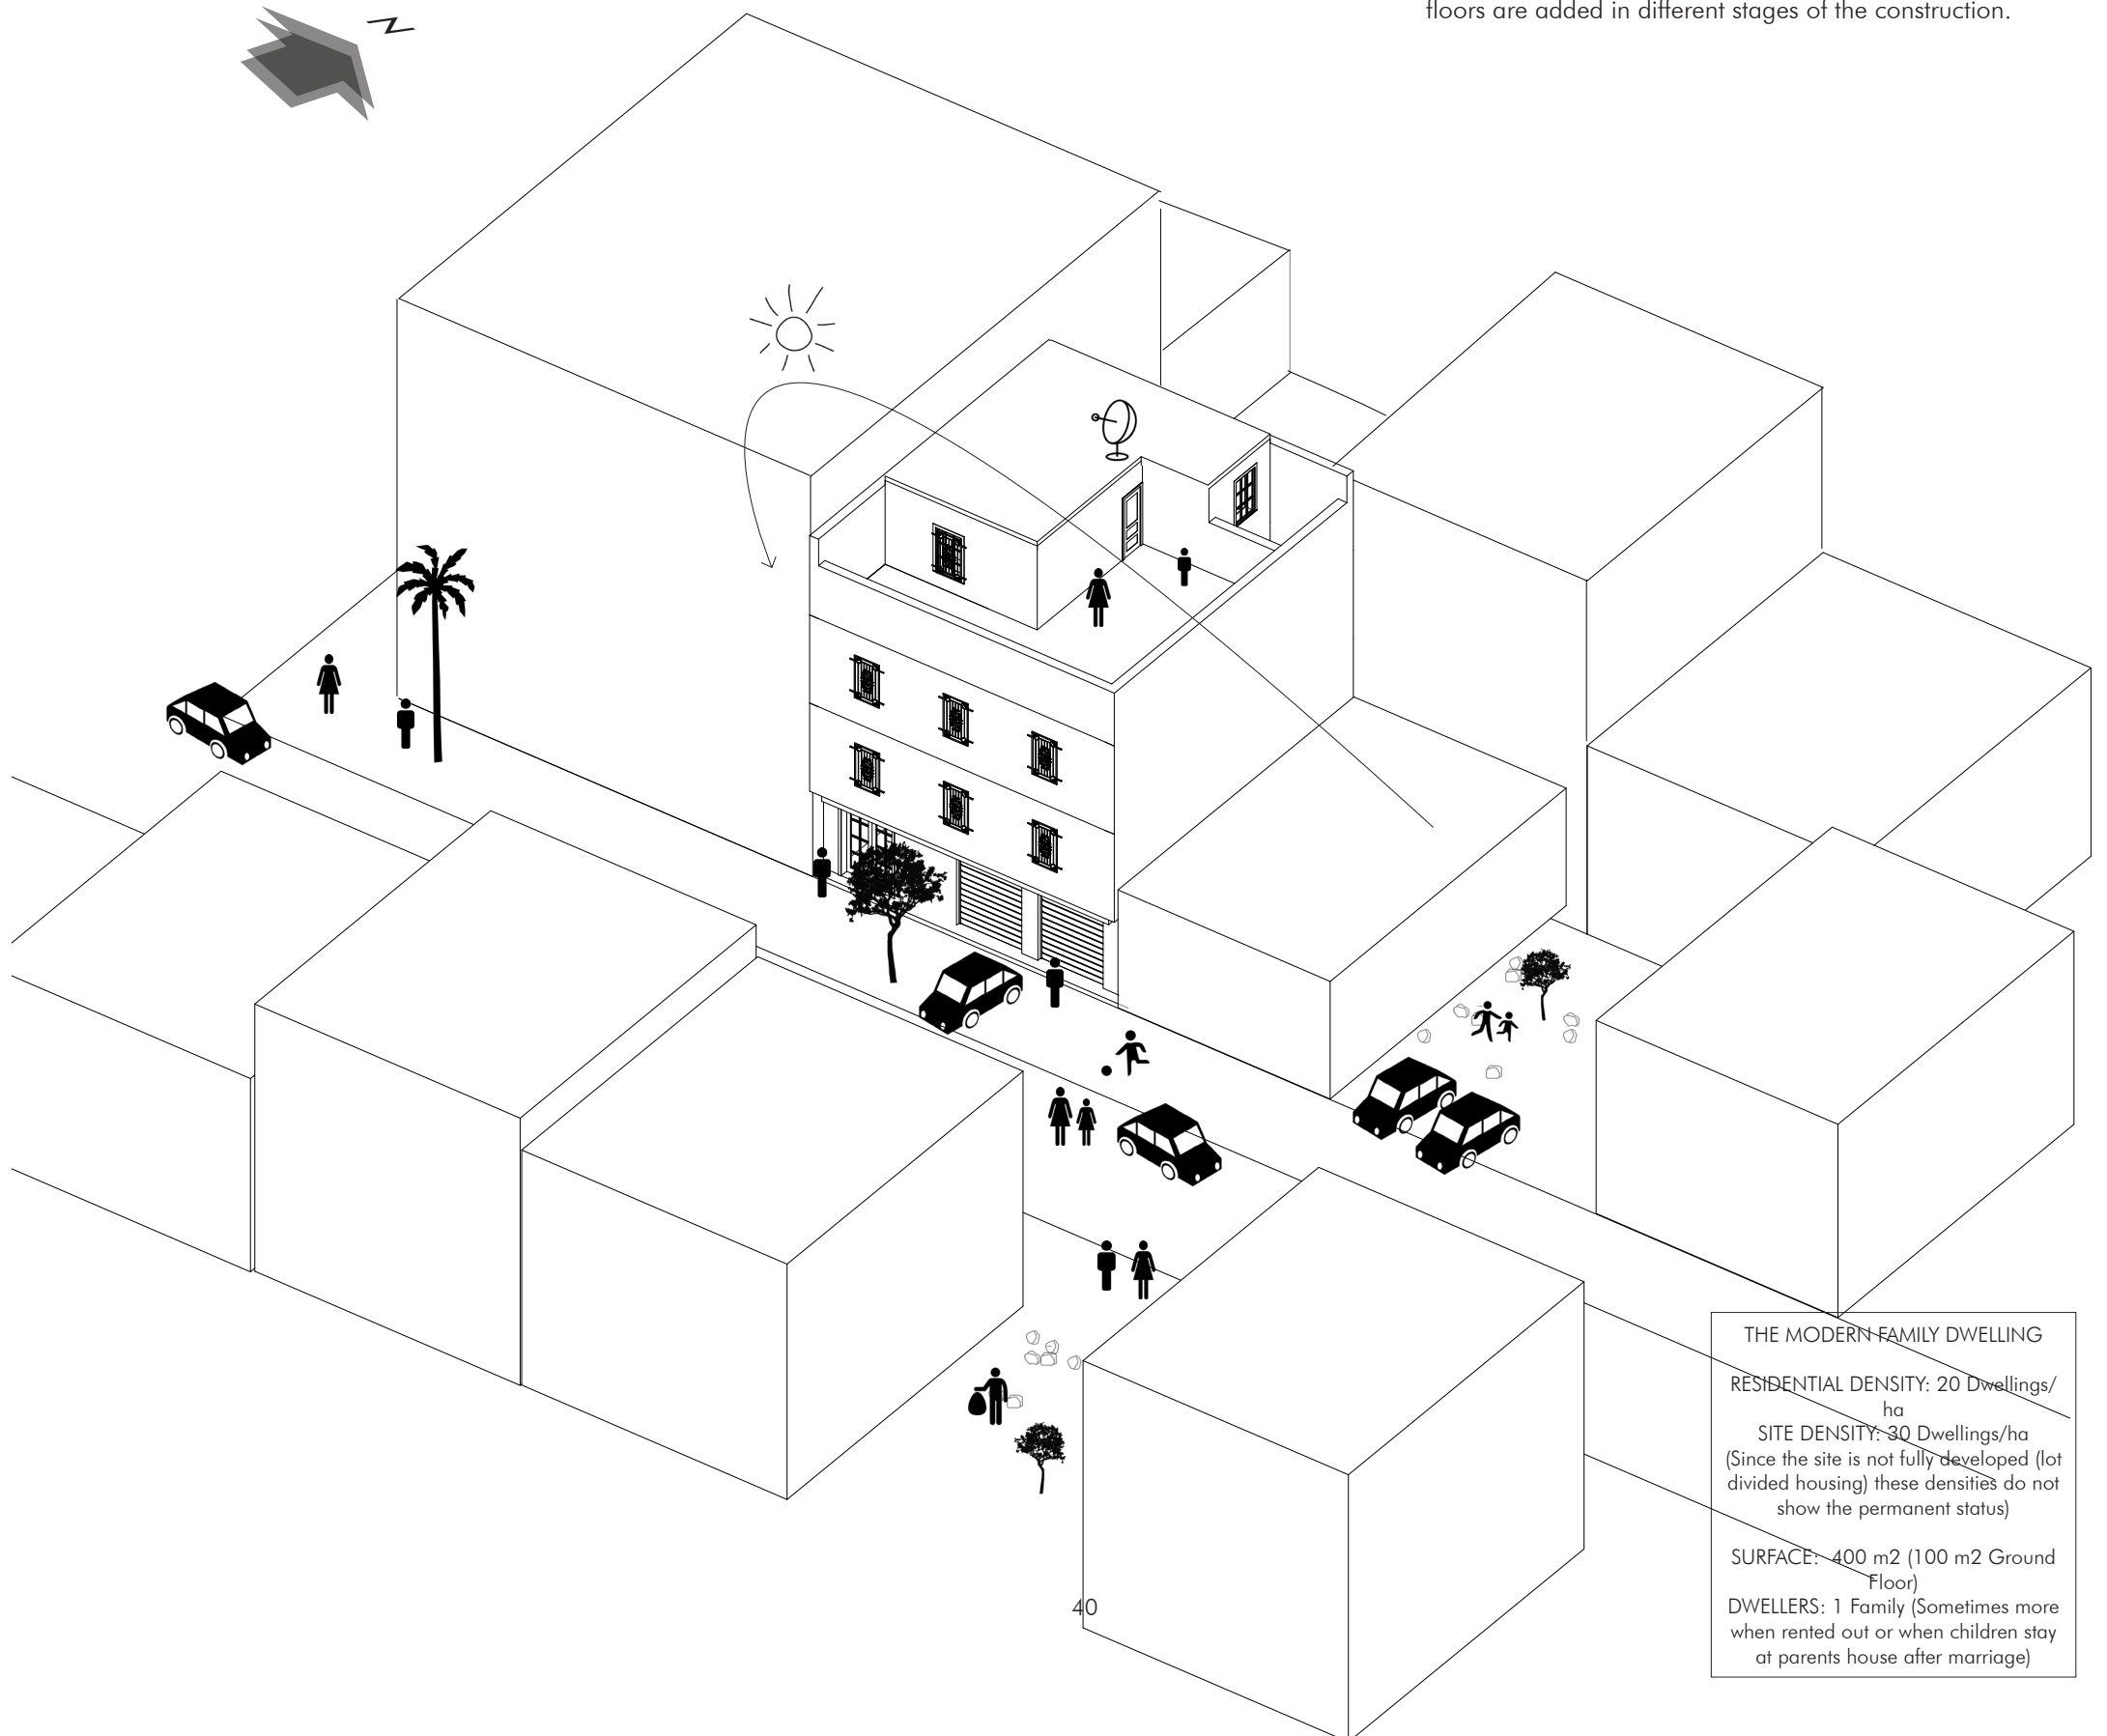 floors are added in different stages of the construction.
N
THE MODERN FAMILY DWELLING
RESIDENTIAL DENSITY: 20 Dwellings/
ha
SITE DENSITY: 30 Dwellings/ha
(Since the site is not fully developed (lot
divided housing) these densities do not
show the permanent status)
SURFACE:  400 m2 (100 m2 Ground
Floor)
DWELLERS: 1 Family (Sometimes more
when rented out or when children stay
at parents house after marriage)
40